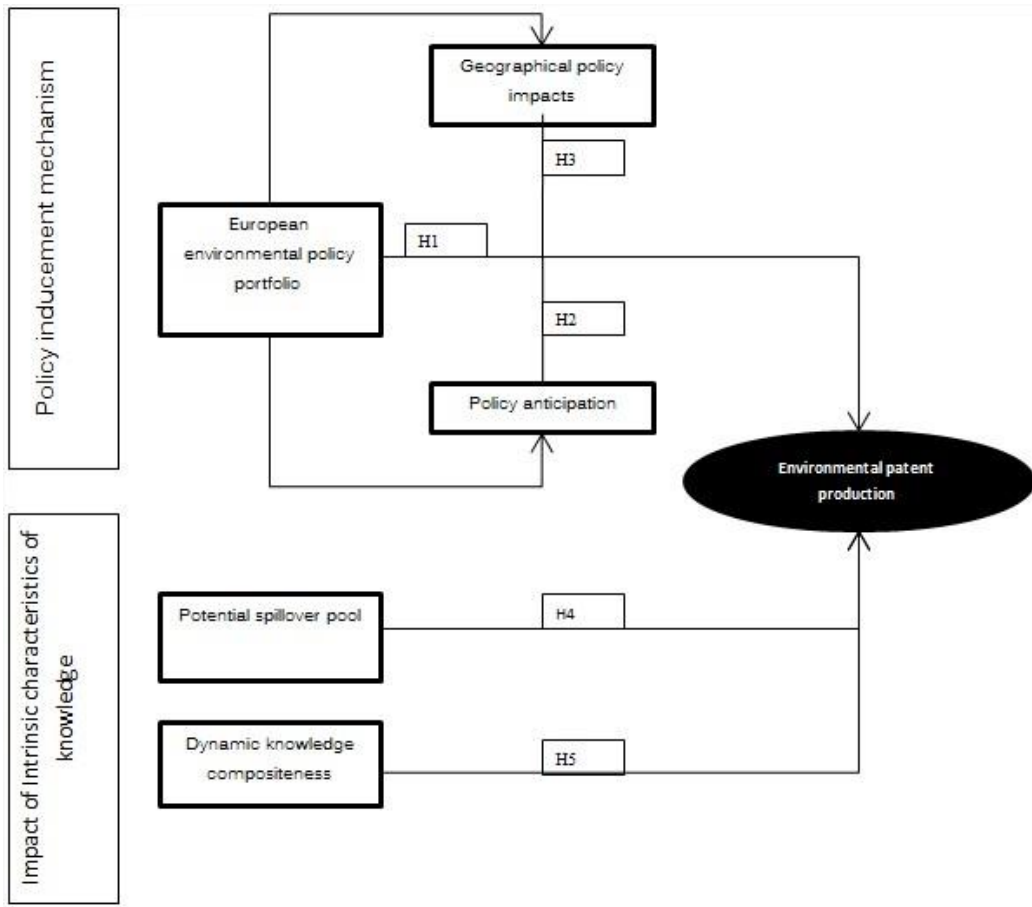 Policy inducement mechanism
Geographical policy
impacts
H3
European
environmental policy
portfolio
H1
H2
Policy anticipation
Environmental patent
production
Impact of Intrinsic characteristics of
knowledge
Potential spillover pool
H4
Dynamic knowledge
compositeness
H5